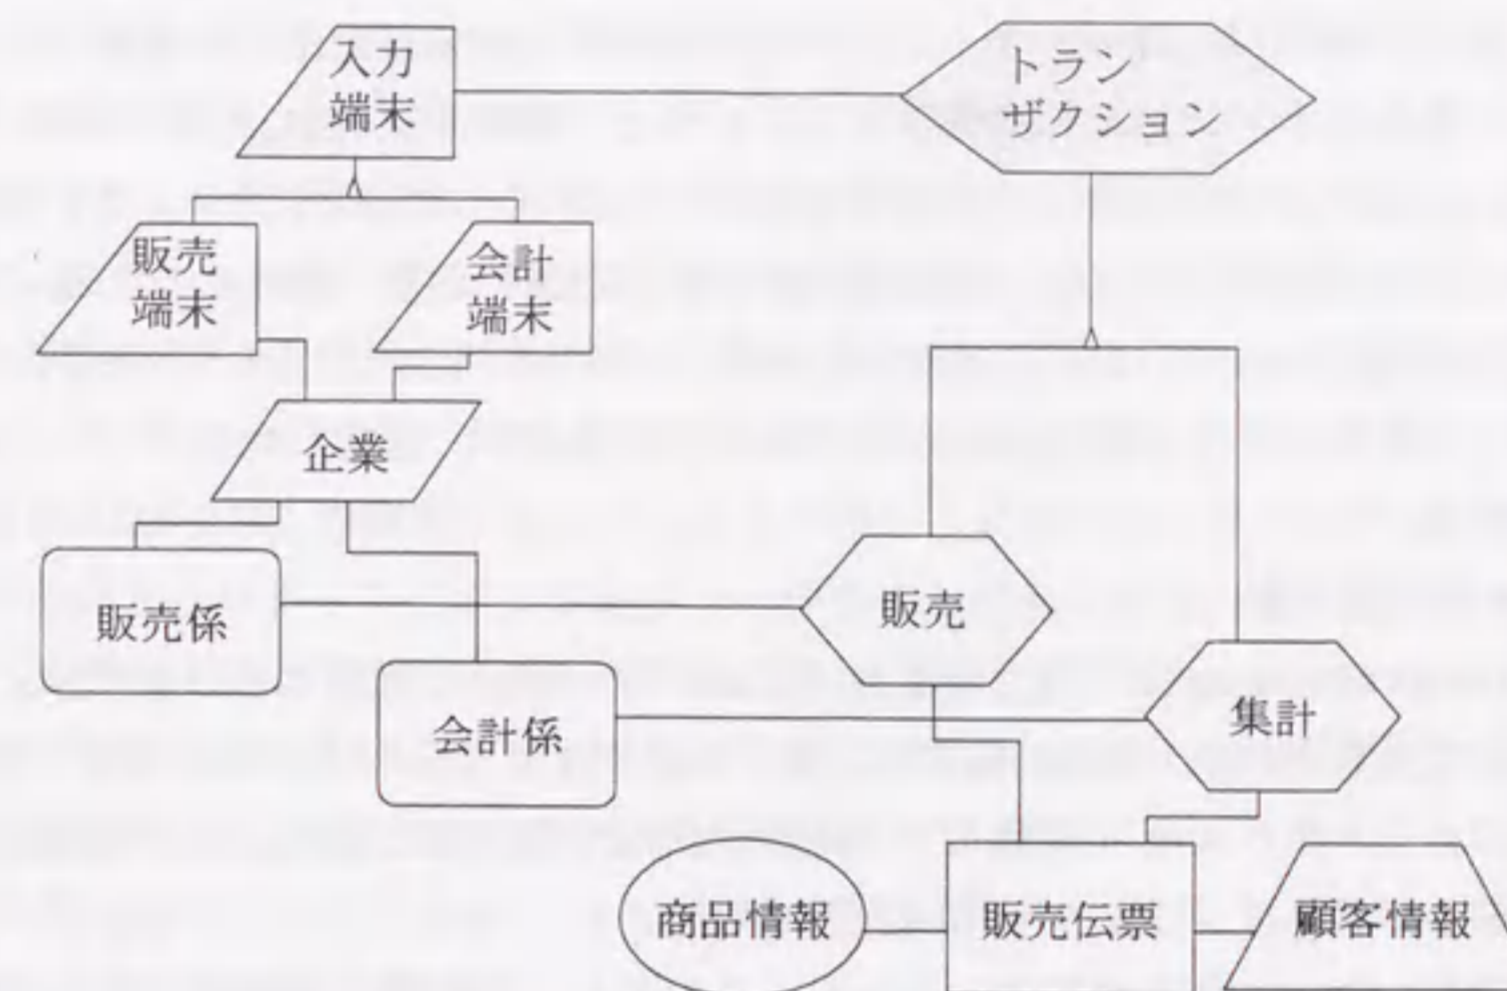 入力
端末
トラン
ザクション
販売
端末
会計
端末
企業
販売係
販売
会計係
集計
商品情報
販売伝票
顧客情報